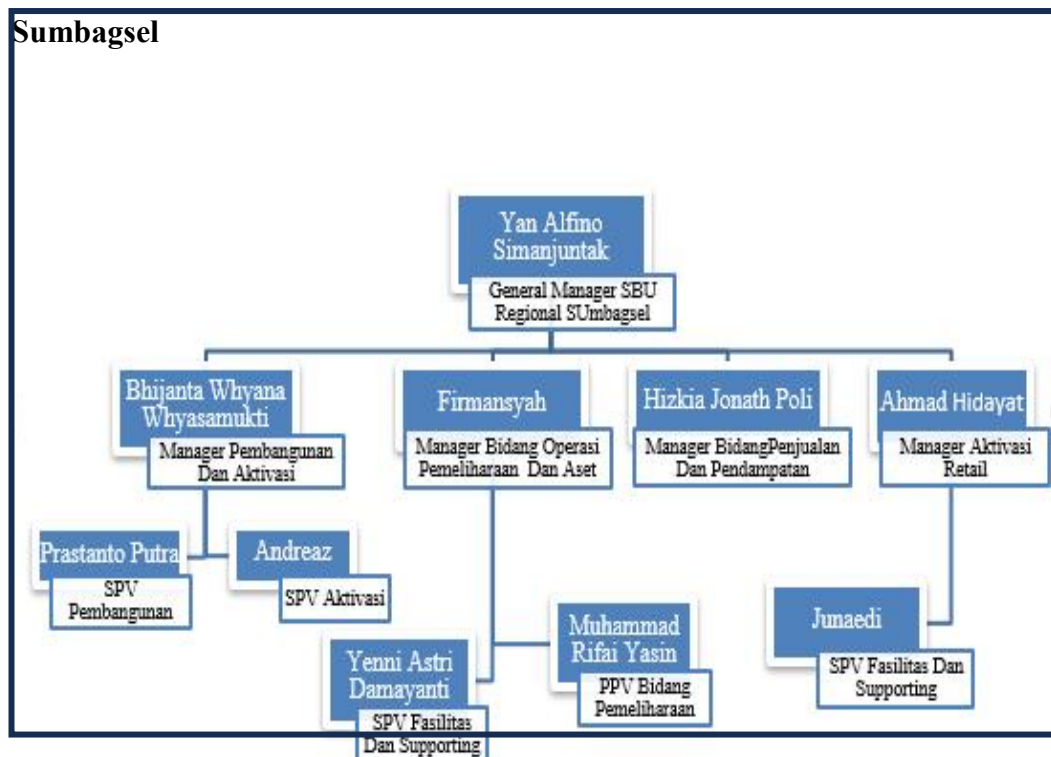 Sumbagsel
Yan Alfino
Simanjuntak
General Manager SBU
Regional SUmbagsel
Bhijanta Whyana
Whyasamukti
Manager Pembangunan
Dan Aktivasi
Firmansyah
Manager Bidang Operasi
Pemeliharaan Dan Aset
Hizkia Jonath Poli
Manager BidangPenjualan
Dan Pendampatan
Ahmad Hidayat
Manager Aktivasi
Retail
Prastanto Putra
SPV
Pembangunan
Andreaz
SPV Aktivasi
Yenni Astri
Damayanti
SPV Fasilitas
Dan Supporting
Muhammad
Rifai Yasin
PPV Bidang
Pemeliharaan
Junaedi
SPV Fasilitas Dan
Supporting